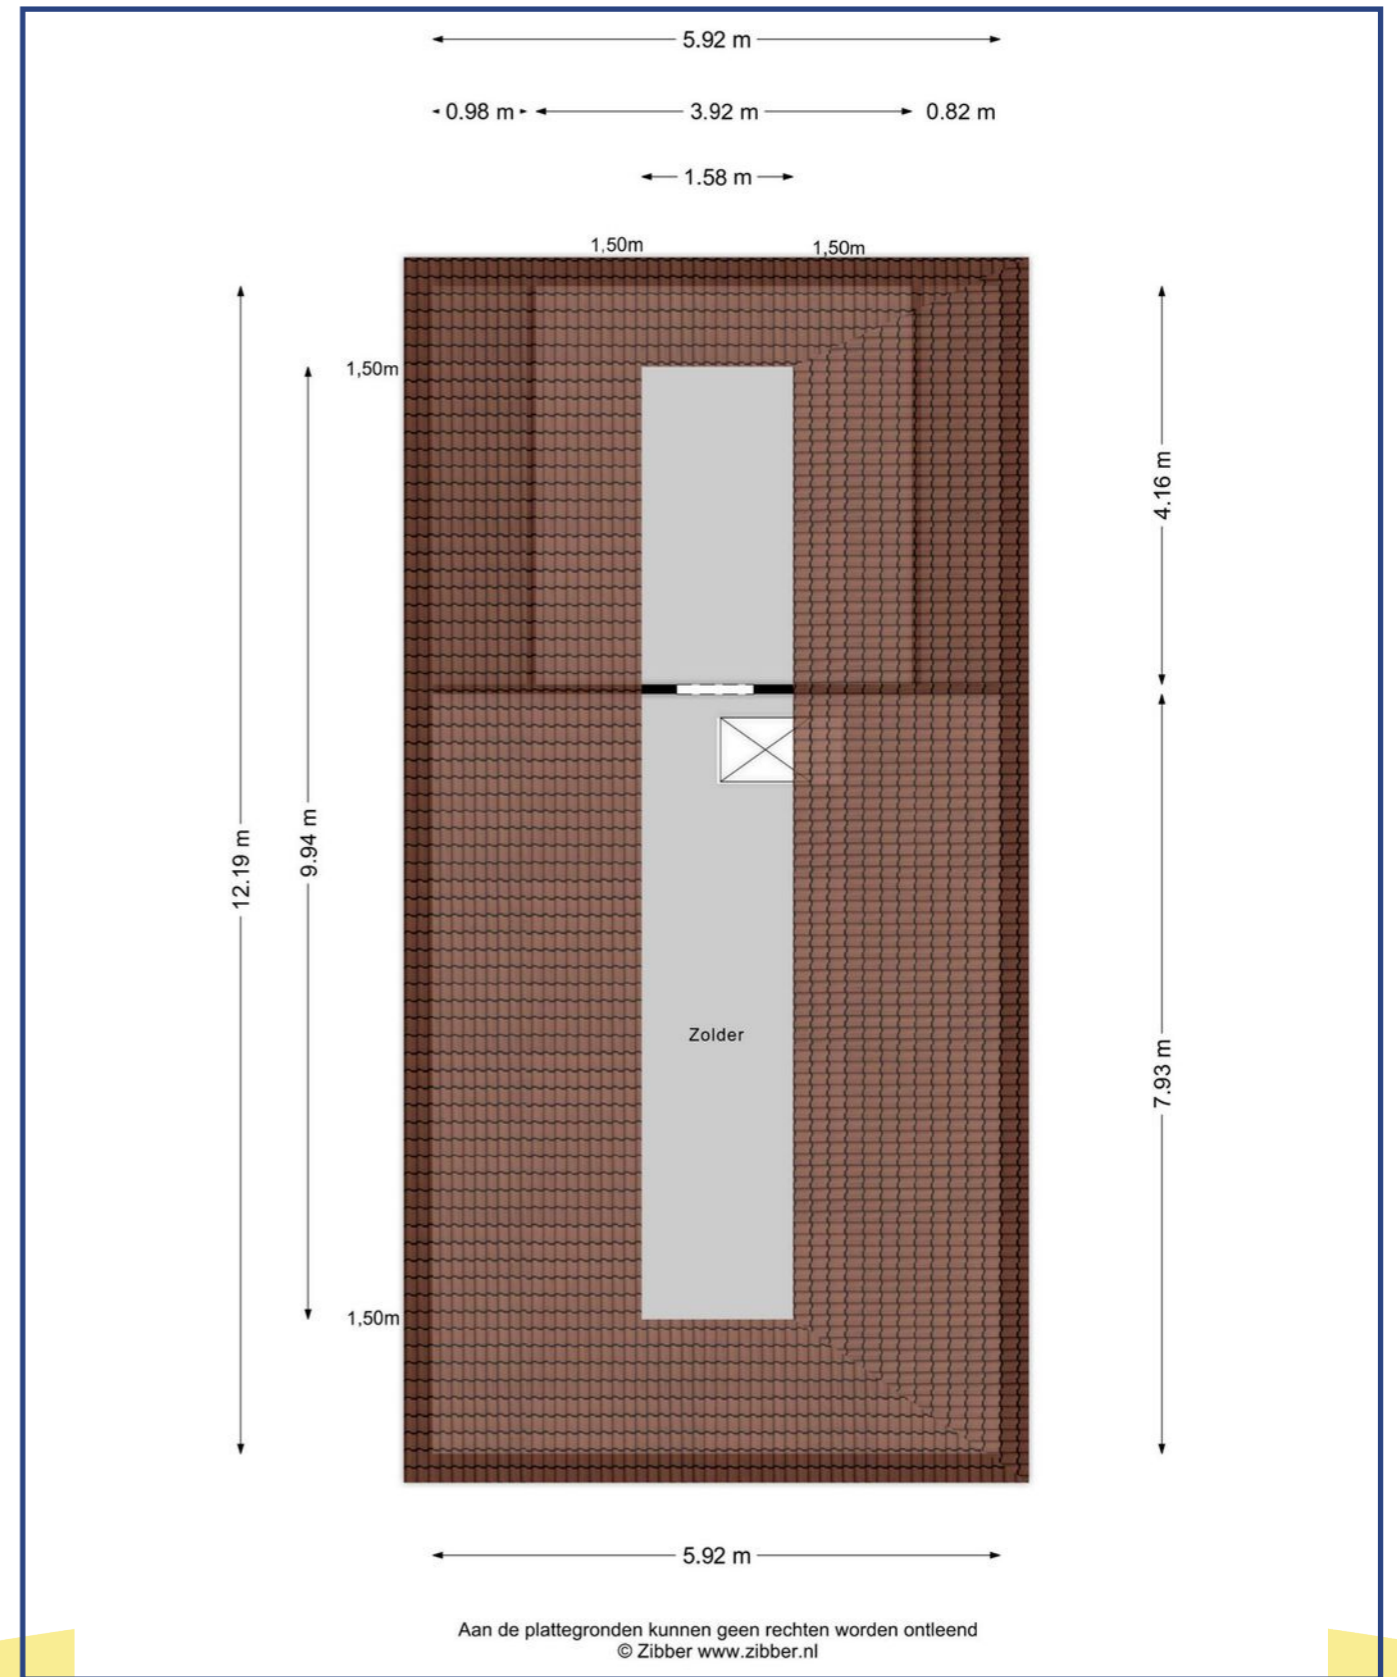 5.92 m
0.98 m
3.92 m
0.82 m
1.58 m
1,50m
1,50m
1,50m
4.16 m
12.19 m
9.94 m
Zolder
7.93 m
1,50m
5.92 m
Aan de plattegronden kunnen geen rechten worden ontleend
© Zibber www.zibber.nl